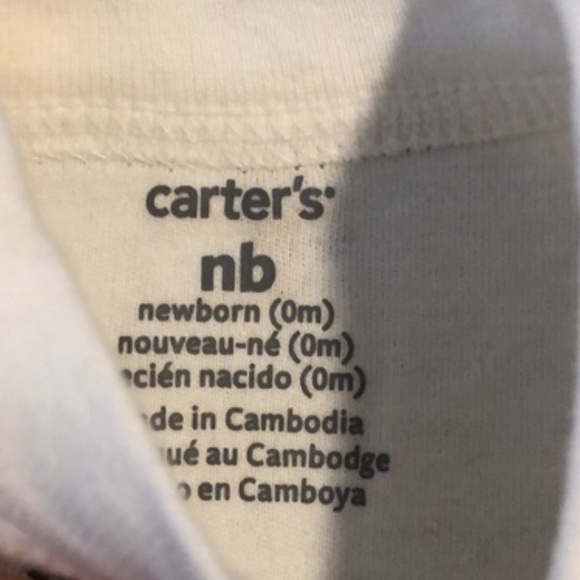 carter's
nb
newborn (0m)
nouveau-né (0m)
nacido (0m)
in Cambodia
au Cambodge
en Camboya